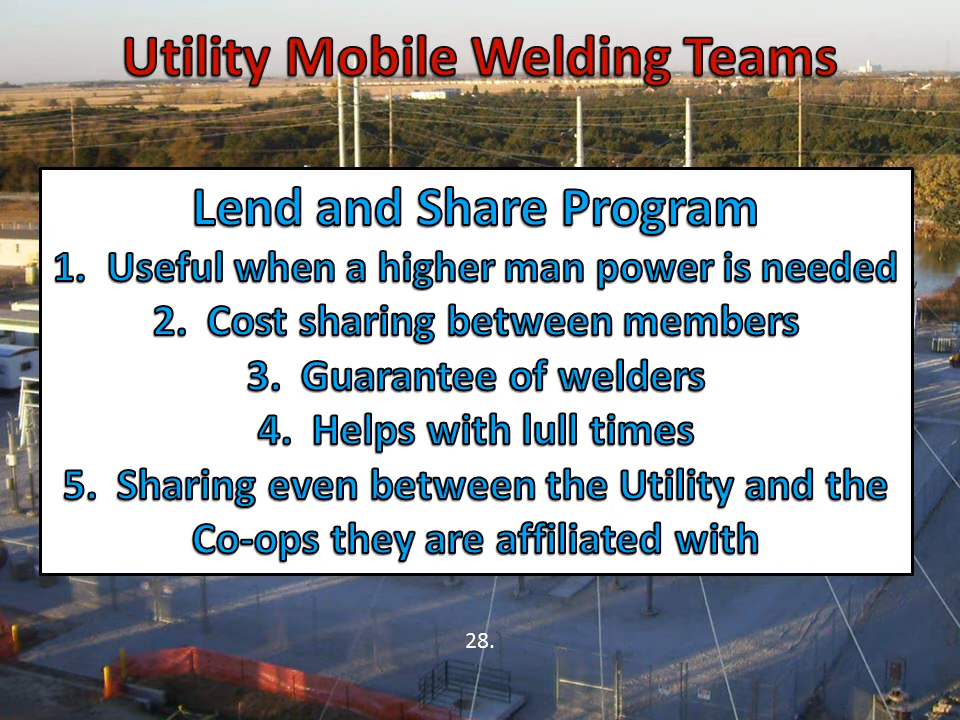 Utility Mobile Welding Teams
Lend and Share Program
1. Useful when a higher man power is needed
2. Cost sharing between members
3. Guarantee of welders
4. Helps with lull times
5. Sharing even between the Utility and the
Co-ops they are affiliated with
28.